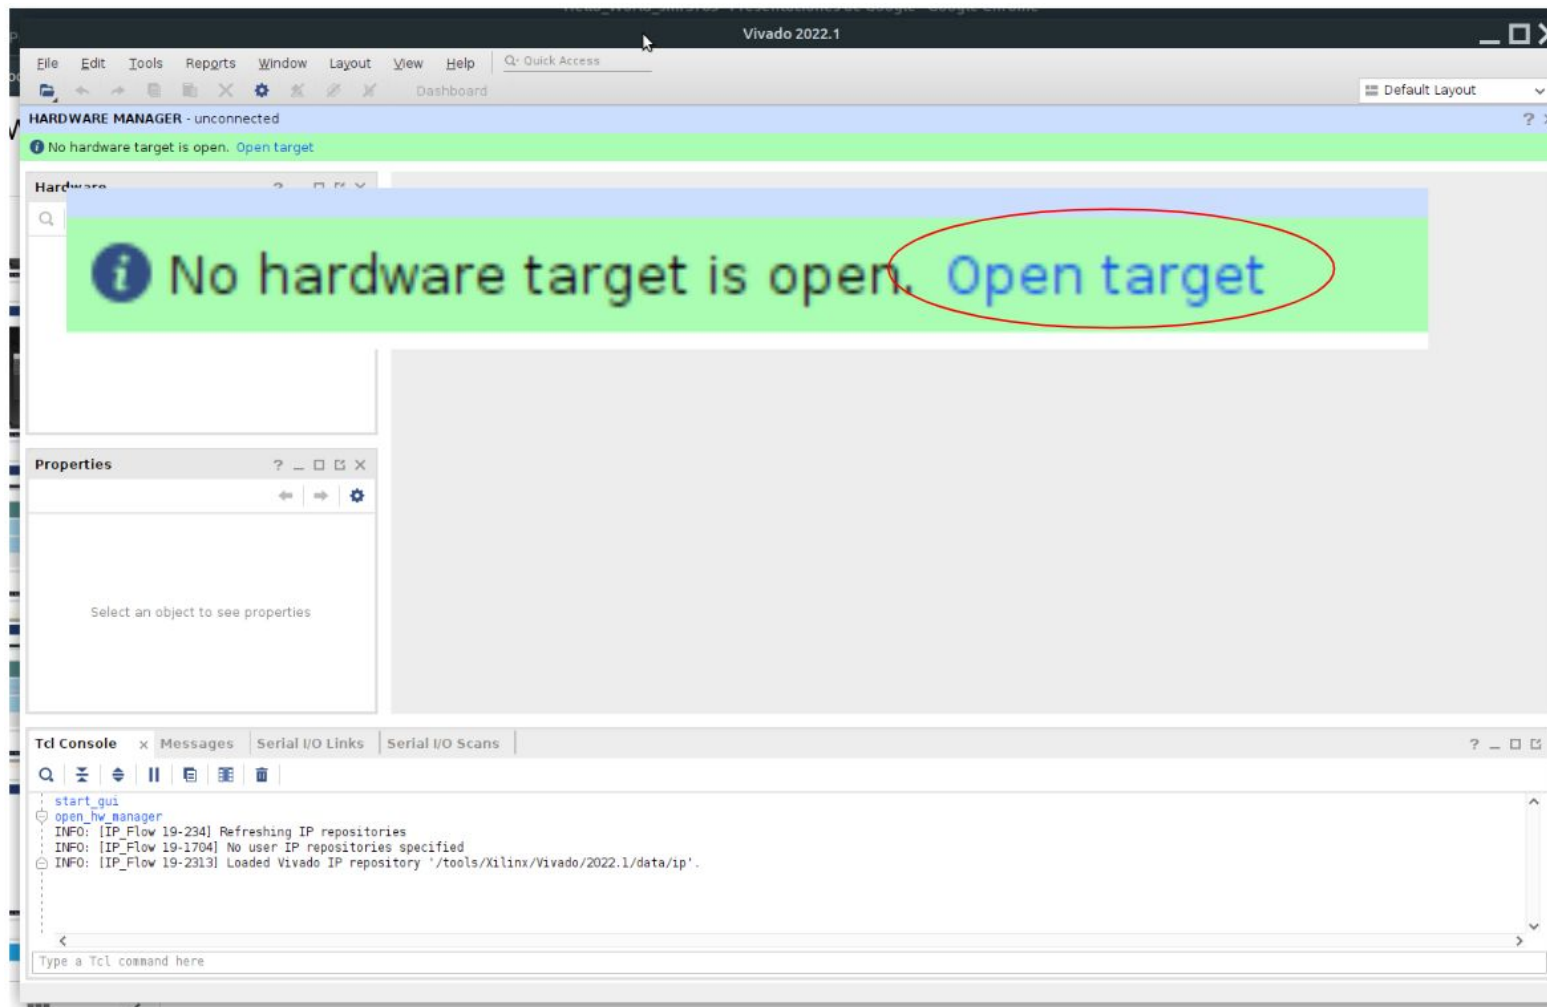 Vivado 2022.1
File Edit Tools Reports Window Layout View Help Quick Access
Dashboard Default Layout
HARDWARE MANAGER - unconnected
No hardware target is open. Open target
Hardware
No hardware target is open. Open target
Properties
Select an object to see properties
Tcl Console Messages Serial I/O Links Serial I/O Scans
start_gui
open_hw_manager
INFO: [IP_Flow 19-234] Refreshing IP repositories
INFO: [IP_Flow 19-1704] No user IP repositories specified
INFO: [IP_Flow 19-2313] Loaded Vivado IP repository '/tools/Xilinx/Vivado/2022.1/data/ip'.
Type a Tcl command here